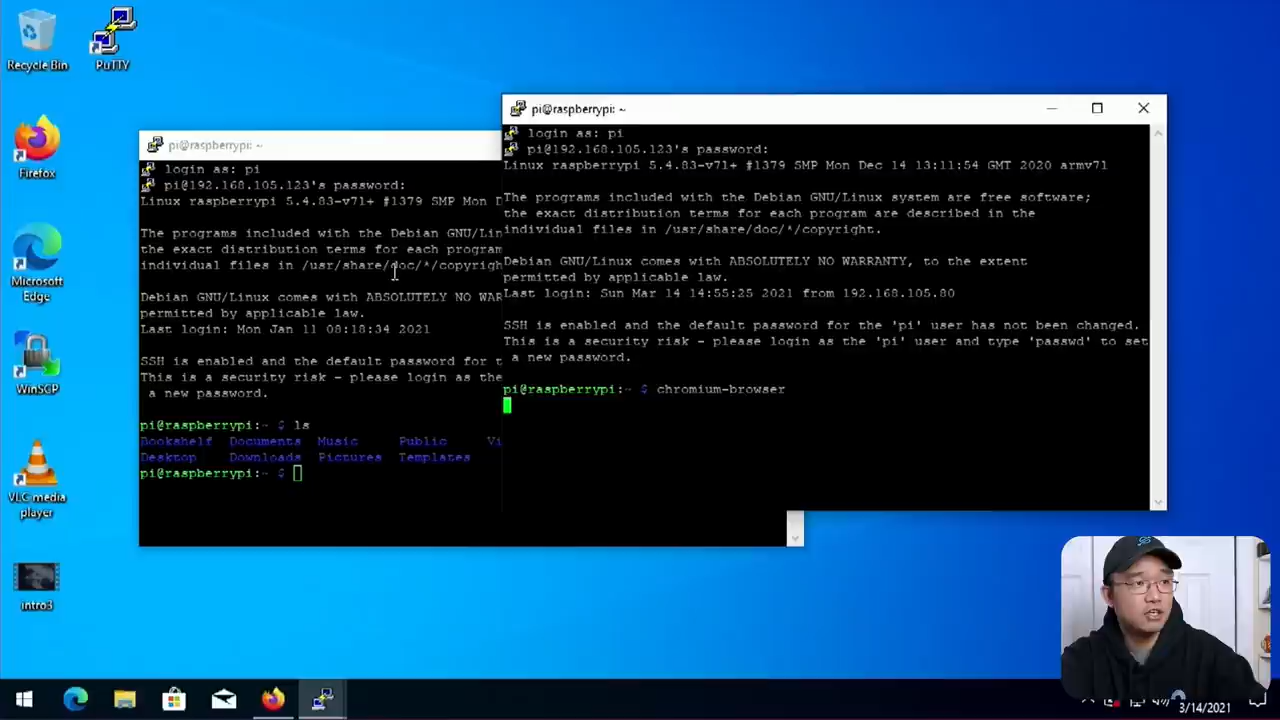 Recycle Bin
PuTTY
Firefox
Microsoft
Edge
WinSCP
VLC media
player
intro3
pi@raspberrypi: ~
login as: pi
pi@192.168.105.123's password:
Linux raspberrypi 5.4.83-v7l+ #1379 SMP Mon D
The programs included with the Debian GNU/Lin
the exact distribution terms for each program
individual files in /usr/share/doc/*/copyrigh
Debian GNU/Linux comes with ABSOLUTELY NO WAR
permitted by applicable law.
Last login: Mon Jan 11 08:18:34 2021
SSH is enabled and the default password for t
This is a security risk - please login as the
a new password.
pi@raspberrypi:~ $ ls
Bookshelf Documents Music Public Vi
Desktop Downloads Pictures Templates
pi@raspberrypi:~ $
pi@raspberrypi: ~
login as: pi
pi@192.168.105.123's password:
Linux raspberrypi 5.4.83-v7l+ #1379 SMP Mon Dec 14 13:11:54 GMT 2020 armv7l
The programs included with the Debian GNU/Linux system are free software;
the exact distribution terms for each program are described in the
individual files in /usr/share/doc/*/copyright.
Debian GNU/Linux comes with ABSOLUTELY NO WARRANTY, to the extent
permitted by applicable law.
Last login: Sun Mar 14 14:55:25 2021 from 192.168.105.80
SSH is enabled and the default password for the 'pi' user has not been changed.
This is a security risk - please login as the 'pi' user and type 'passwd' to set
a new password.
pi@raspberrypi:~ $ chromium-browser
3/14/2021